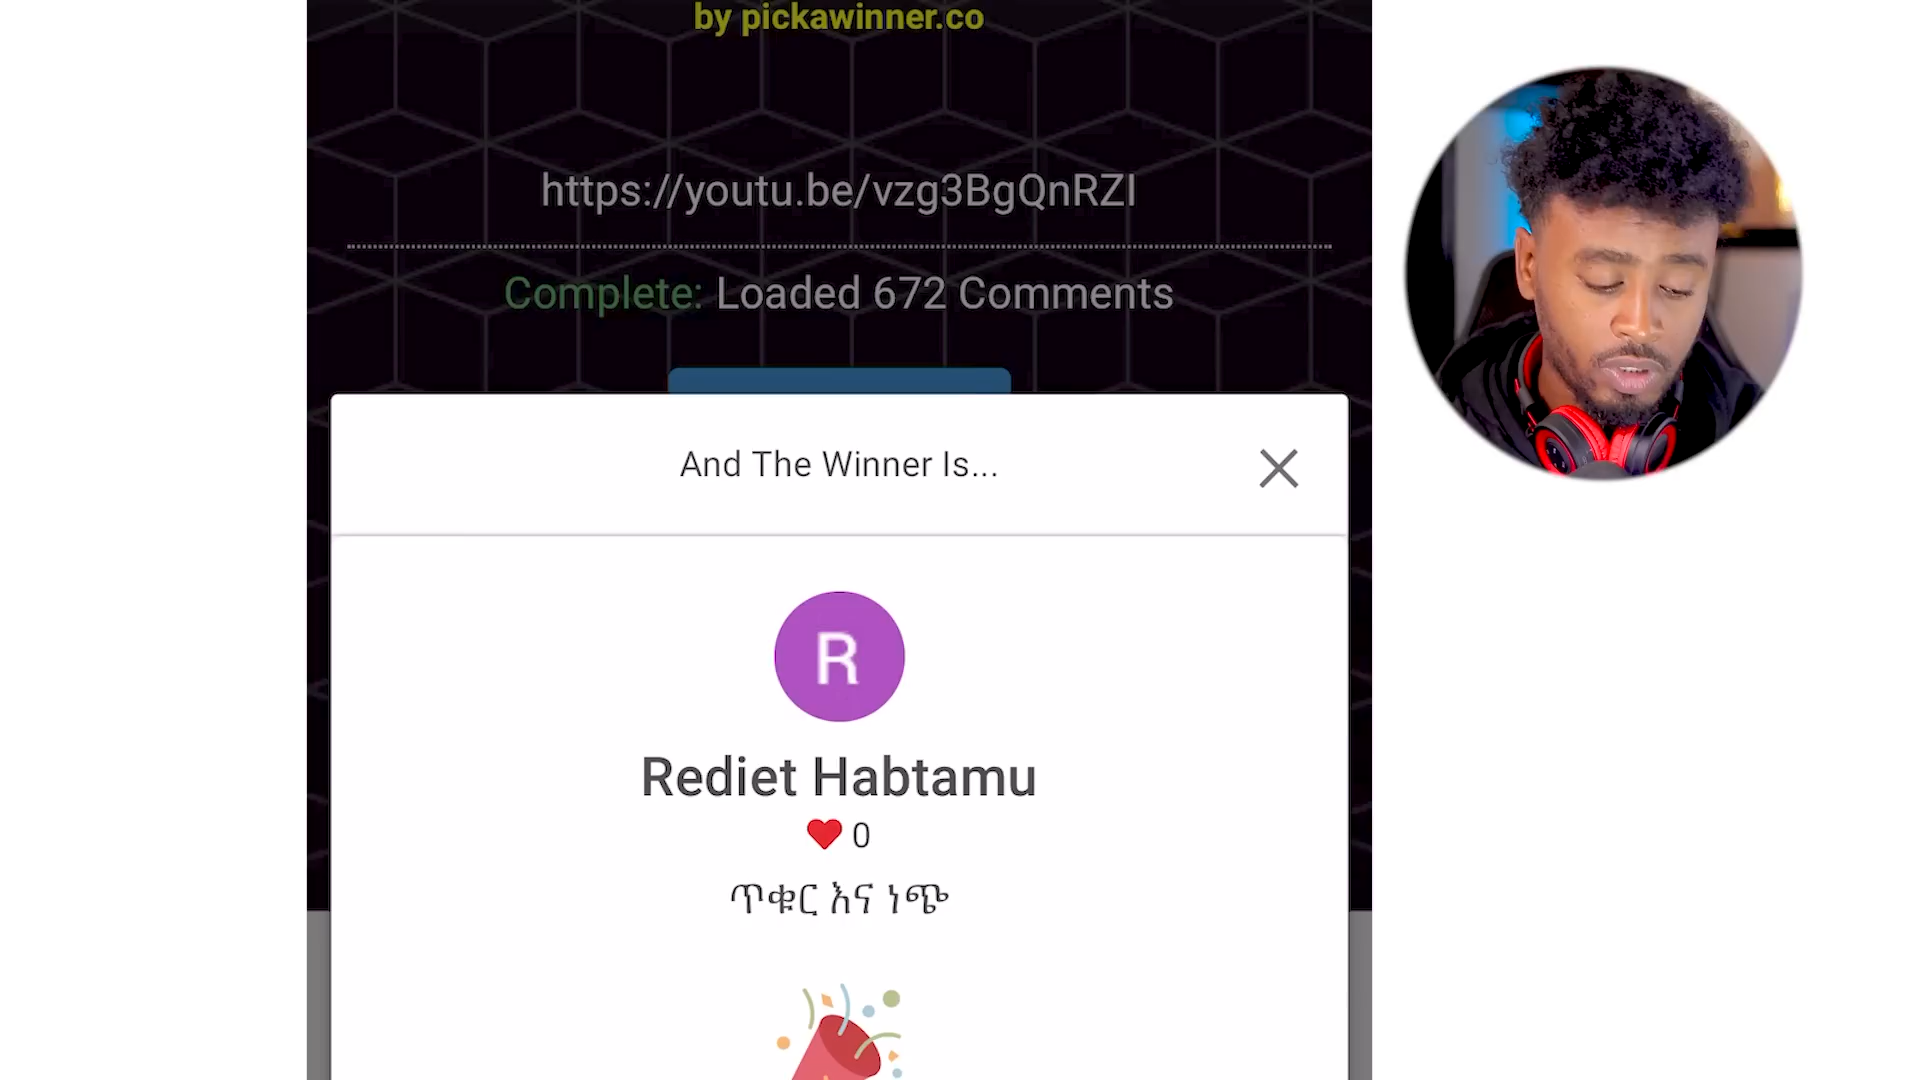 by pickawinner.co
https://youtu.be/vzg3BgQnRZI
Complete: Loaded 672 Comments
And The Winner Is...
R
Rediet Habtamu
0
ጥቁር እና ነጭ